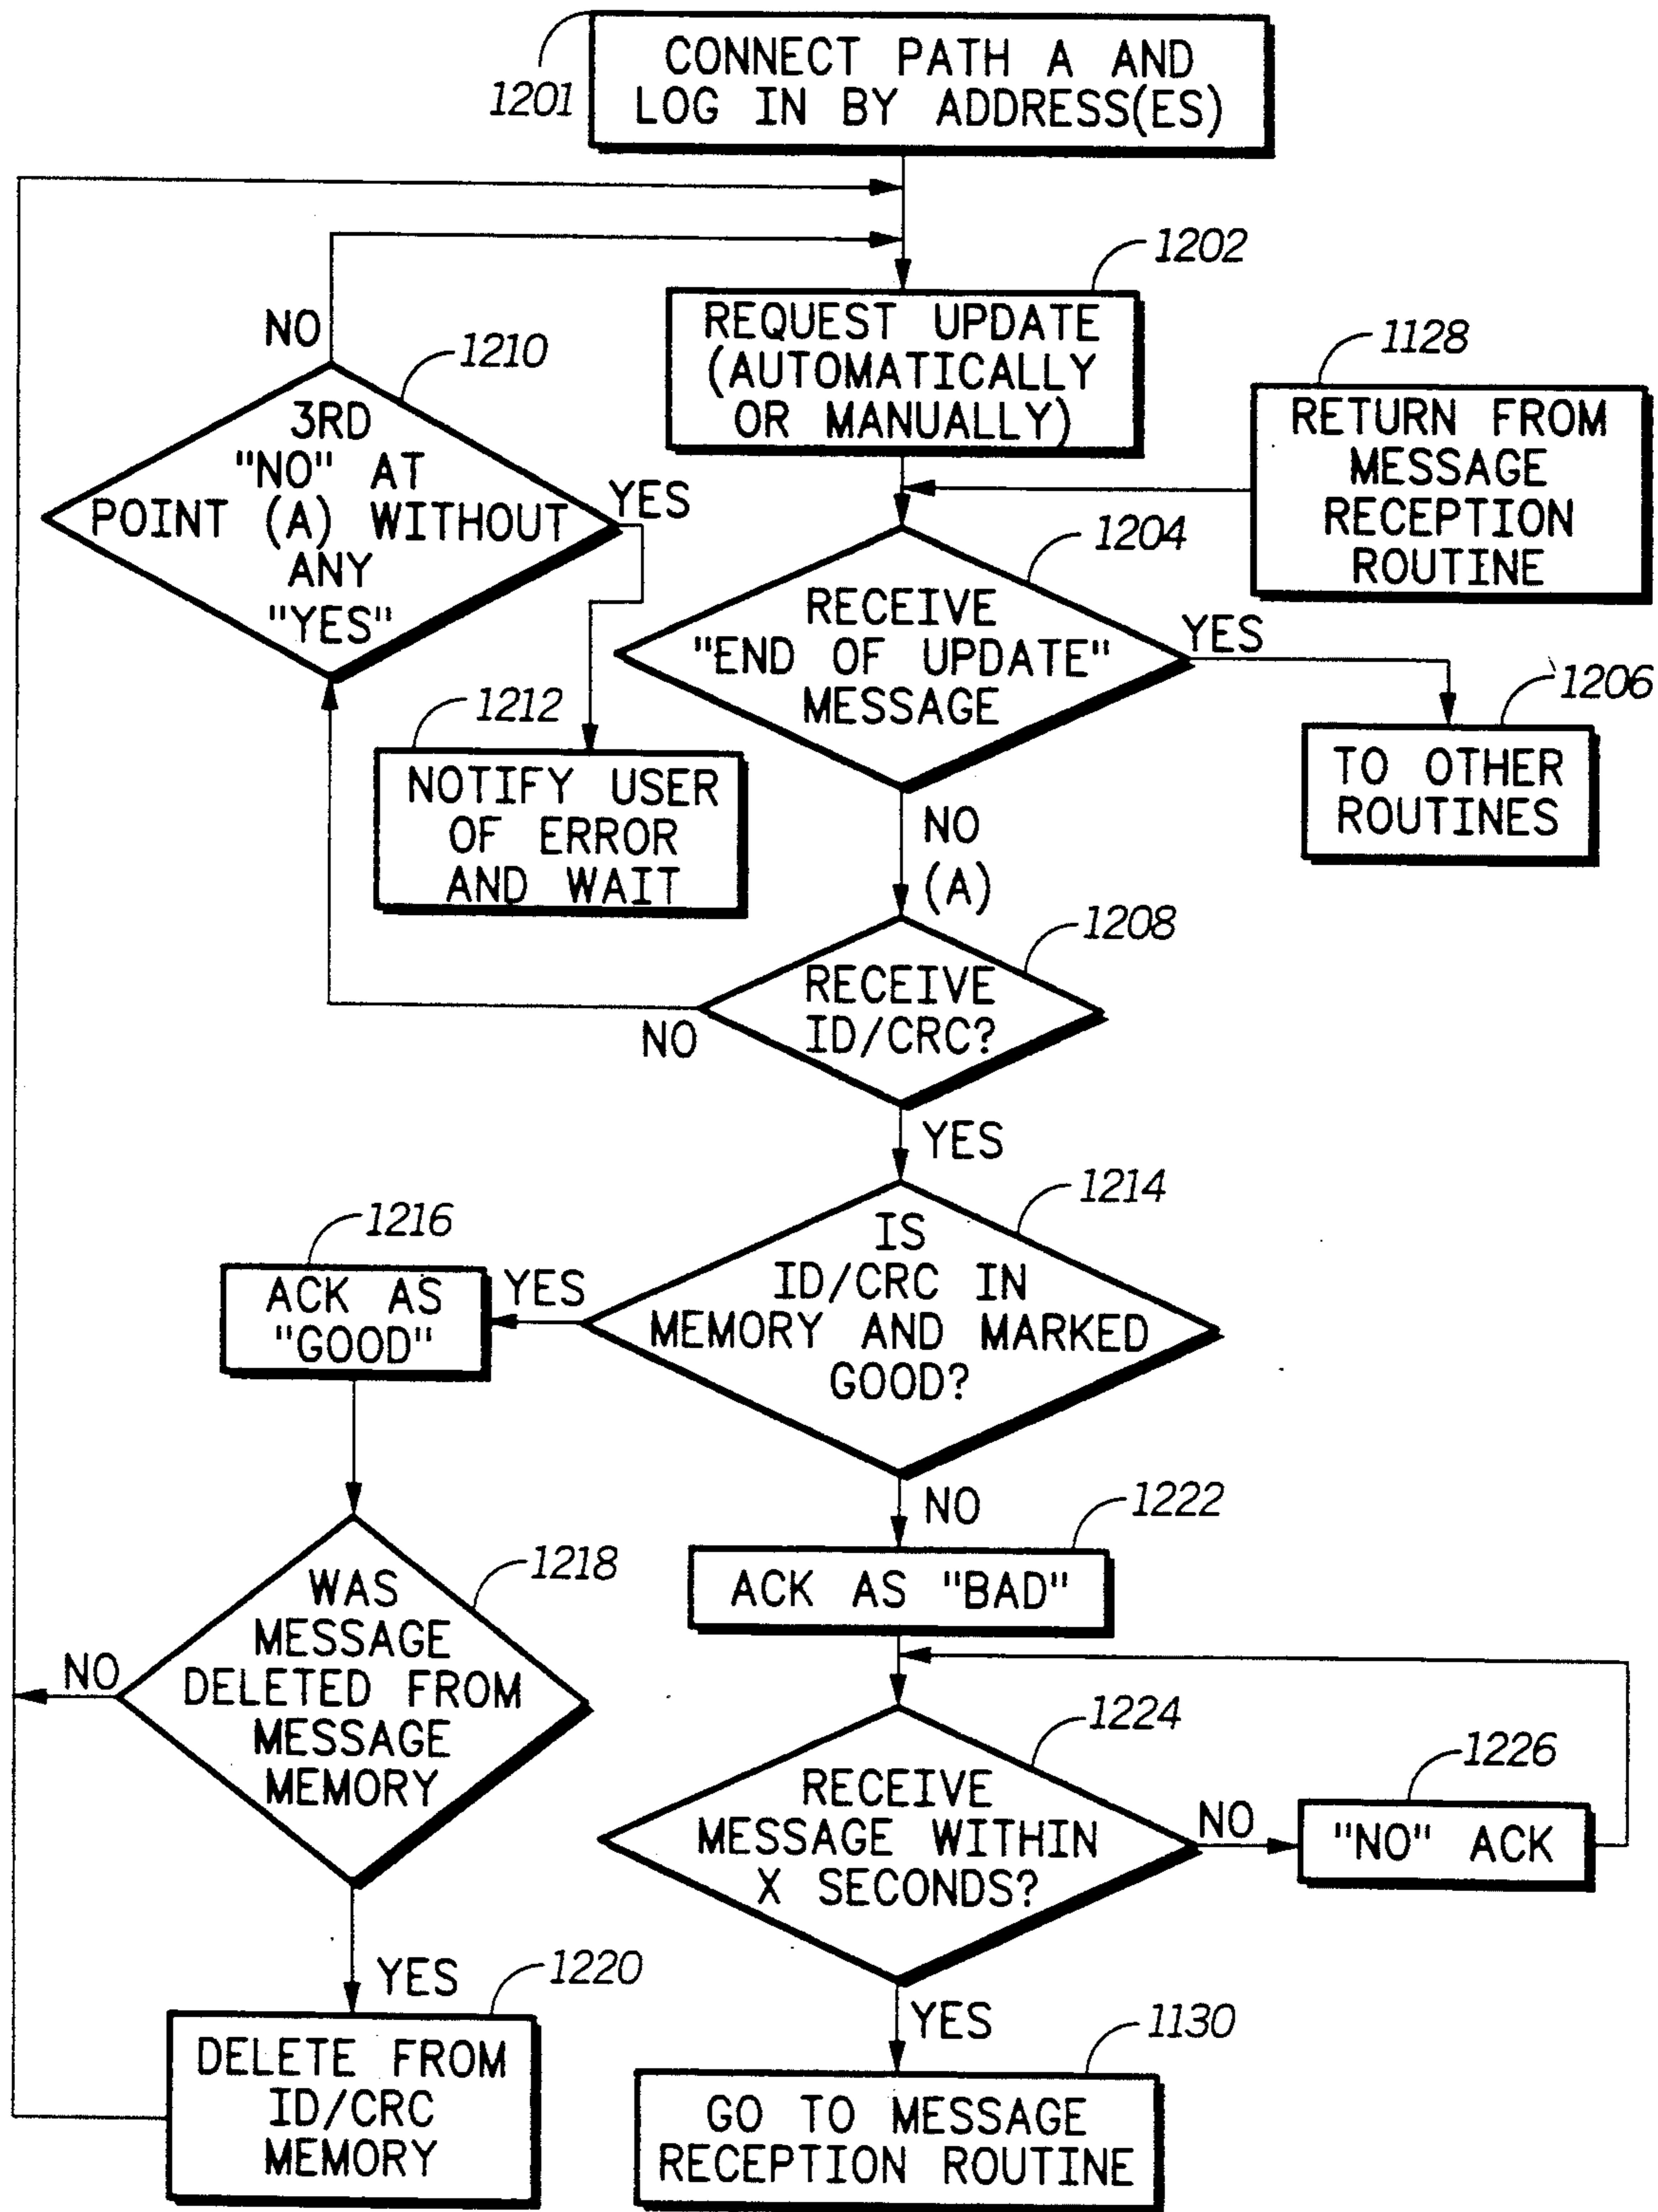 CONNECT PATH A AND
LOG IN BY ADDRESS(ES)
1201
1202
REQUEST UPDATE
(AUTOMATICALLY
OR MANUALLY)
NO
1210
3RD
"NO" AT
POINT (A) WITHOUT
ANY
"YES"
YES
1128
RETURN FROM
MESSAGE
RECEPTION
ROUTINE
1204
RECEIVE
"END OF UPDATE"
MESSAGE
YES
1206
TO OTHER
ROUTINES
1212
NOTIFY USER
OF ERROR
AND WAIT
NO
(A)
1208
RECEIVE
ID/CRC?
NO
YES
1214
IS
ID/CRC IN
MEMORY AND MARKED
GOOD?
YES
1216
ACK AS
"GOOD"
NO
1222
ACK AS "BAD"
1218
WAS
MESSAGE
DELETED FROM
MESSAGE
MEMORY
NO
1224
RECEIVE
MESSAGE WITHIN
X SECONDS?
NO
1226
"NO" ACK
YES
1220
DELETE FROM
ID/CRC
MEMORY
YES
1130
GO TO MESSAGE
RECEPTION ROUTINE